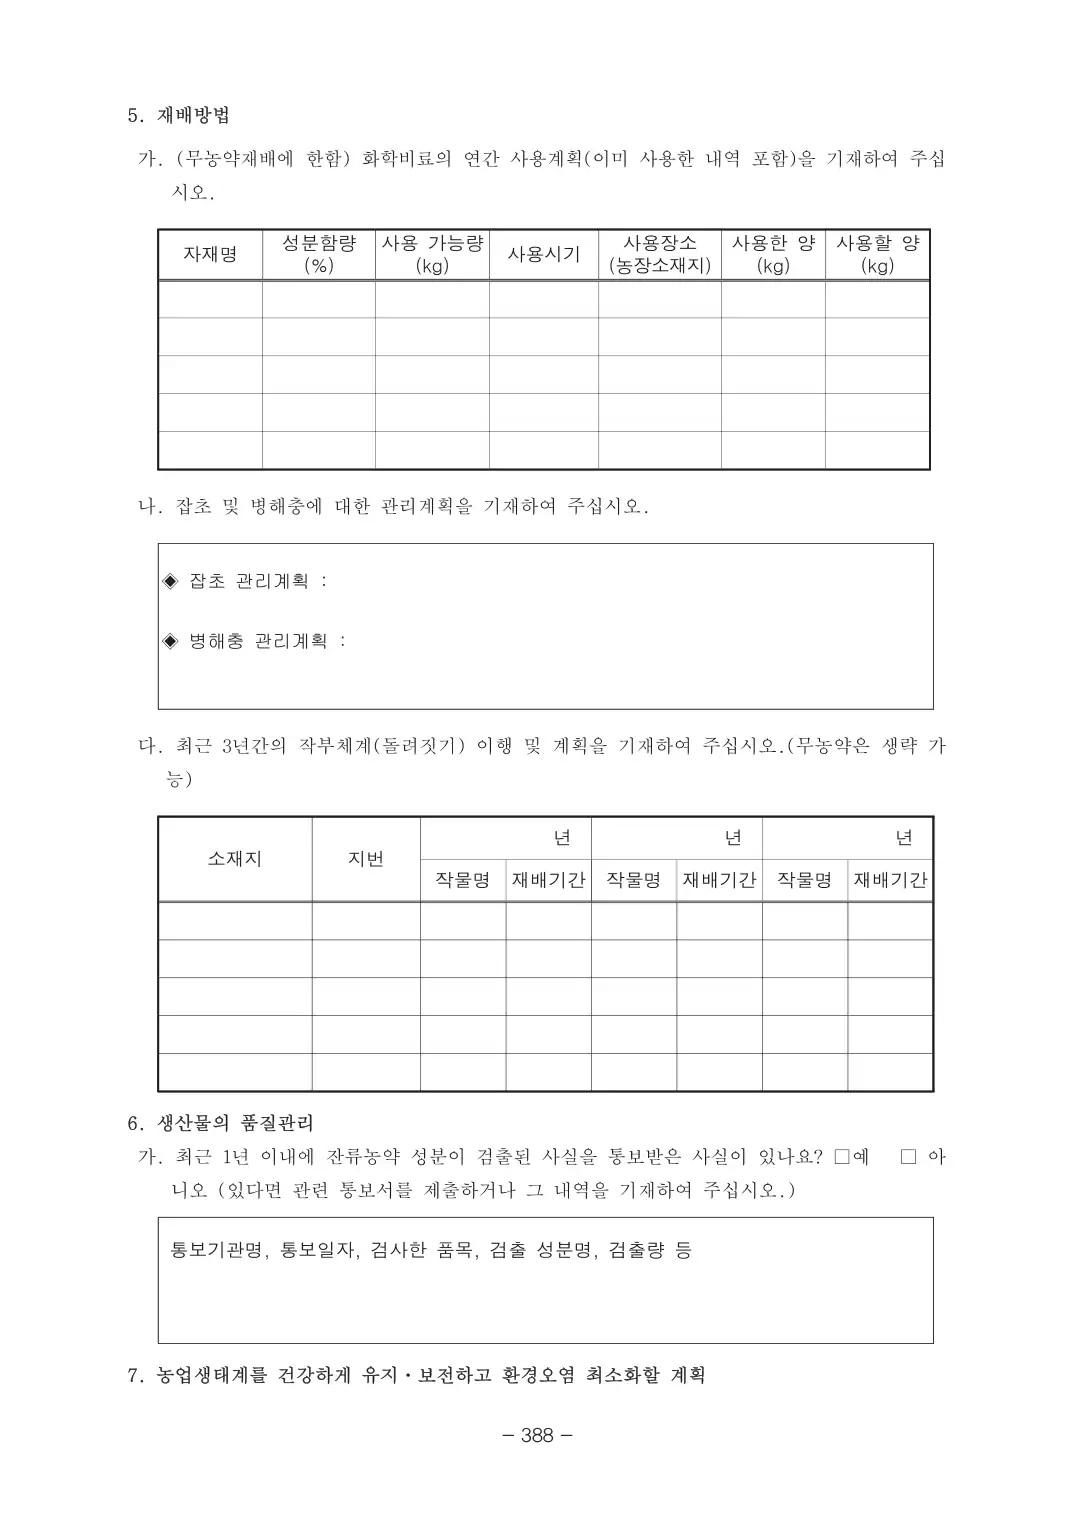 5. 재배방법
가. (무농약재배에 한함) 화학비료의 연간 사용계획(이미 사용한 내역 포함)을 기재하여 주십
시오.
자재명 성분함량 (%) 사용 가능량 (kg) 사용시기 사용장소 (농장소재지) 사용한 양 (kg) 사용할 양 (kg)
나. 잡초 및 병해충에 대한 관리계획을 기재하여 주십시오.
◈ 잡초 관리계획 :
◈ 병해충 관리계획 :
다. 최근 3년간의 작부체계(돌려짓기) 이행 및 계획을 기재하여 주십시오.(무농약은 생략 가
능)
소재지 지번 년 년 년
작물명 재배기간 작물명 재배기간 작물명 재배기간
6. 생산물의 품질관리
가. 최근 1년 이내에 잔류농약 성분이 검출된 사실을 통보받은 사실이 있나요? □예 □ 아
니오 (있다면 관련 통보서를 제출하거나 그 내역을 기재하여 주십시오.)
통보기관명, 통보일자, 검사한 품목, 검출 성분명, 검출량 등
7. 농업생태계를 건강하게 유지·보전하고 환경오염 최소화할 계획
- 388 -